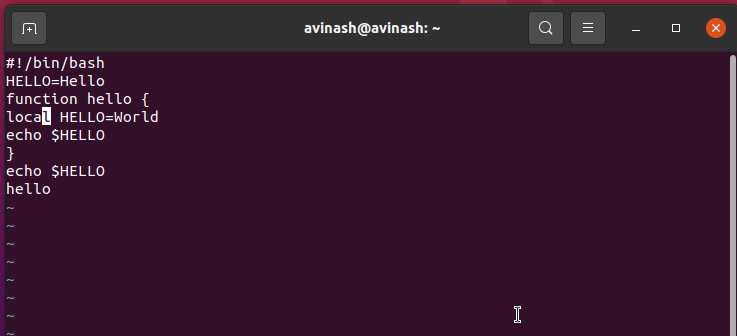 avinash@avinash: ~
#!/bin/bash
HELLO=Hello
function hello {
local HELLO=World
echo $HELLO
}
echo $HELLO
hello
~
~
~
~
~
~
~
~